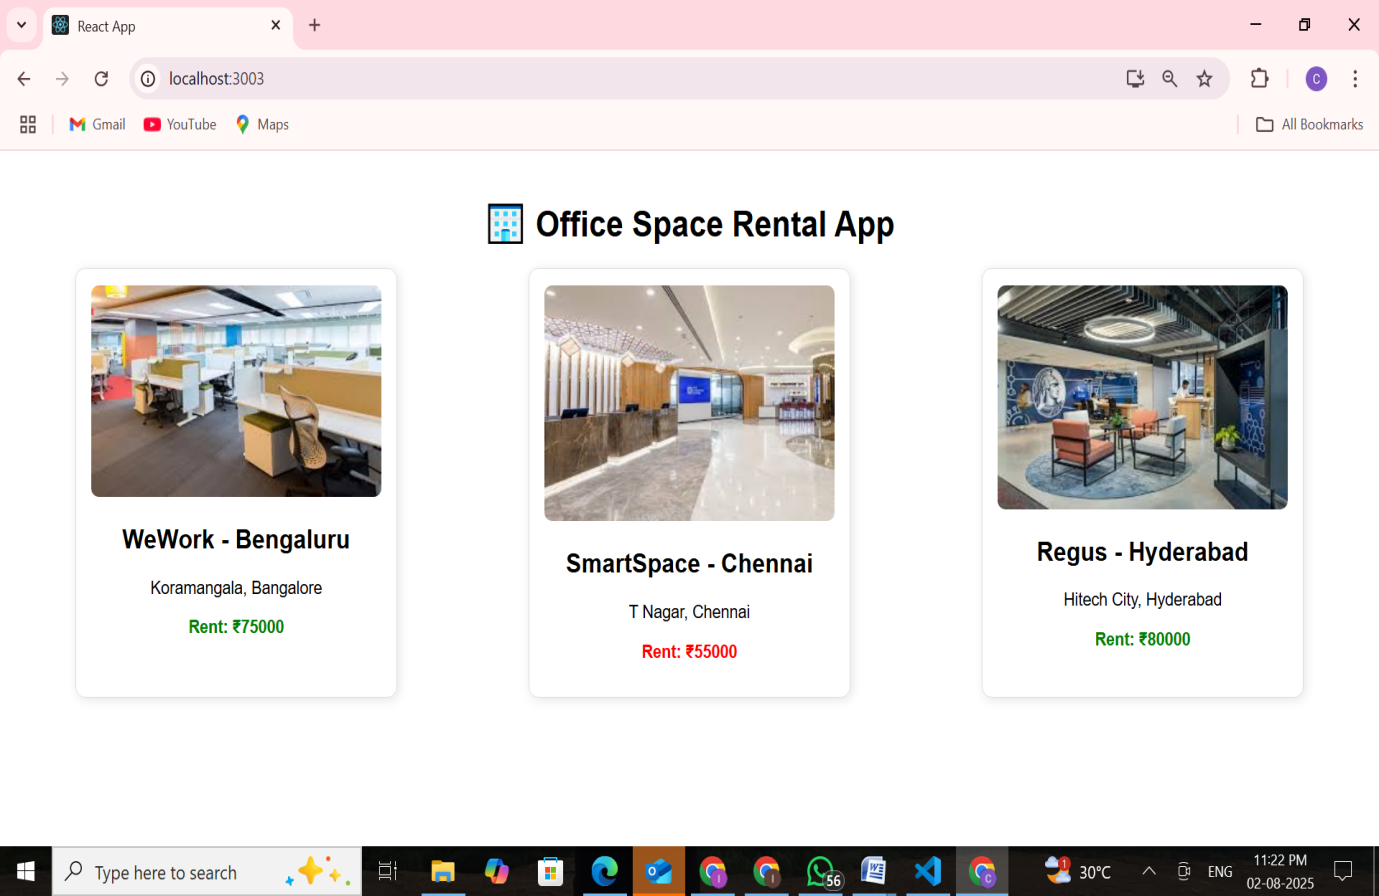 React App
localhost:3003
C
Gmail
YouTube
Maps
All Bookmarks
Office Space Rental App
WeWork - Bengaluru
Koramangala, Bangalore
Rent: ₹75000
SmartSpace - Chennai
T Nagar, Chennai
Rent: ₹55000
Regus - Hyderabad
Hitech City, Hyderabad
Rent: ₹80000
Type here to search
I
I
56
W
C
1
30°C
ENG
11:22 PM
02-08-2025